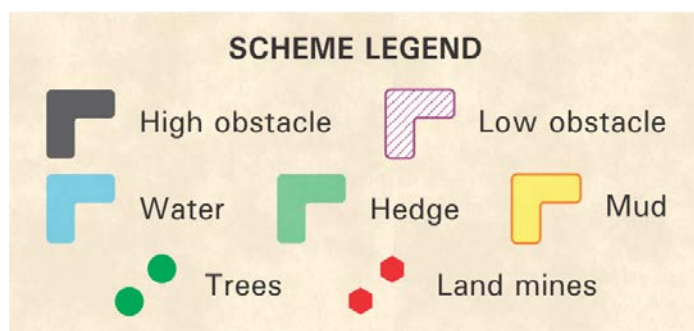 SCHEME LEGEND
High obstacle Low obstacle
Water Hedge Mud
Trees Land mines